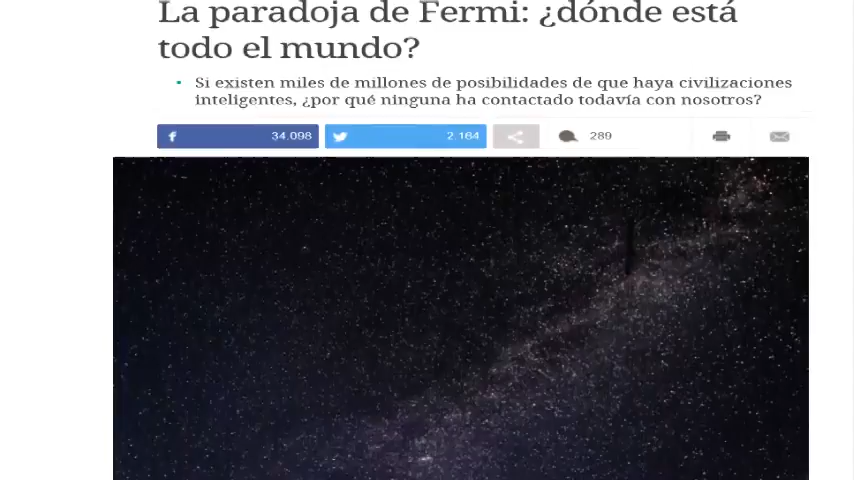 La paradoja de Fermi: ¿dónde está
todo el mundo?
Si existen miles de millones de posibilidades de que haya civilizaciones
inteligentes, ¿por qué ninguna ha contactado todavía con nosotros?
34.098 2.164 289